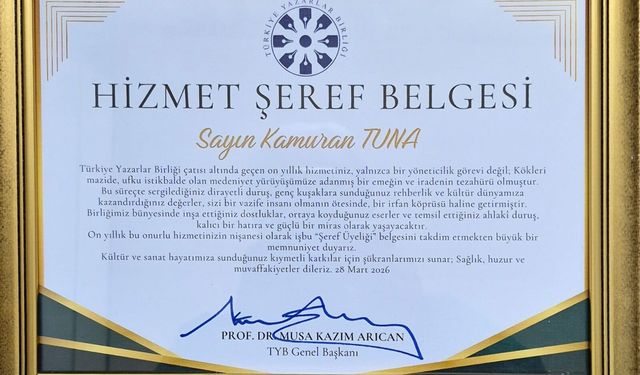 TÜRKİYE YAZARLAR BİRLİĞİ
HİZMET ŞEREF BELGESİ
Sayın Kamuran TUNA
Türkiye Yazarlar Birliği çatısı altında geçen on yıllık hizmetiniz, yalnızca bir yöneticilik görevi değil; Kökleri
mazide, ufku istikbalde olan medeniyet yürüyüşümüze adanmış bir emeğin ve iradenin tezahürü olmuştur.
Bu süreçte sergilediğiniz dirayetli duruş, genç kuşaklara sunduğunuz rehberlik ve kültür dünyamıza
kazandırdığınız değerler, sizi bir vazife insanı olmanın ötesinde, bir irfan köprüsü haline getirmiştir.
Birliğimiz bünyesinde inşa ettiğiniz dostluklar, ortaya koyduğunuz eserler ve temsil ettiğiniz ahlaki duruş,
kalıcı bir hatıra ve güçlü bir miras olarak yaşayacaktır.
On yıllık bu onurlu hizmetinizin nişanesi olarak işbu “Şeref Üyeliği” belgesini takdim etmekten büyük bir
memnuniyet duyarız.
Kültür ve sanat hayatımıza sunduğunuz kıymetli katkılar için şükranlarımızı sunar; Sağlık, huzur ve
muvaffakiyetler dileriz. 28 Mart 2026
PROF. DR. MUSA KAZIM ARICAN
TYB Genel Başkanı